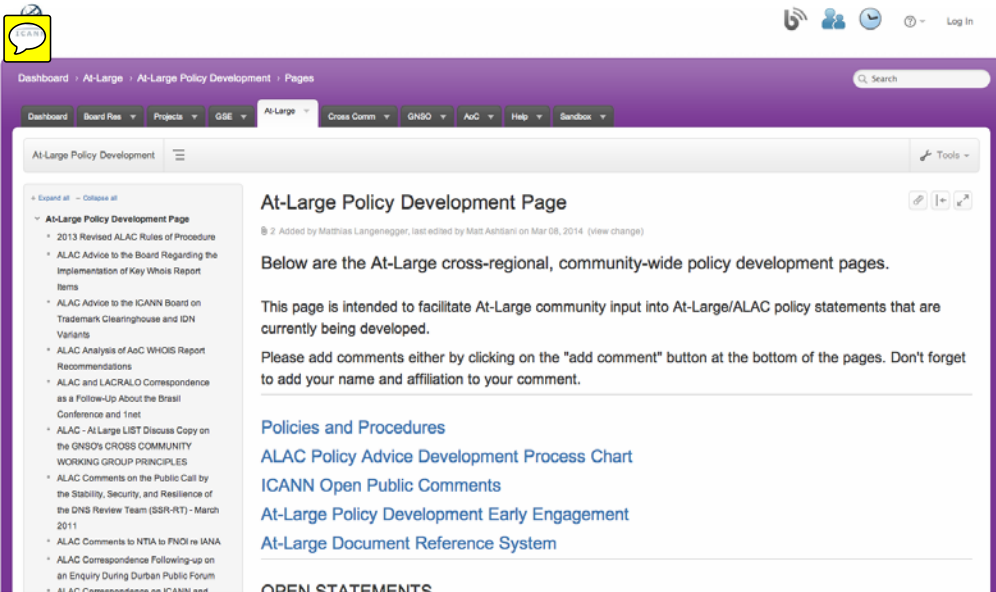 ICANN
Log In
Dashboard › At-Large › At-Large Policy Development › Pages
Search
Dashboard
Board Res
Projects
GSE
At-Large
Cross Comm
GNSO
AoC
Help
Sandbox
At-Large Policy Development
Tools
+ Expand all − Collapse all
At-Large Policy Development Page
2013 Revised ALAC Rules of Procedure
ALAC Advice to the Board Regarding the
Implementation of Key Whois Report
Items
ALAC Advice to the ICANN Board on
Trademark Clearinghouse and IDN
Variants
ALAC Analysis of AoC WHOIS Report
Recommendations
ALAC and LACRALO Correspondence
as a Follow-Up About the Brasil
Conference and 1net
ALAC - At Large LIST Discuss Copy on
the GNSO's CROSS COMMUNITY
WORKING GROUP PRINCIPLES
ALAC Comments on the Public Call by
the Stability, Security, and Resilience of
the DNS Review Team (SSR-RT) - March
2011
ALAC Comments to NTIA to FNOI re IANA
ALAC Correspondence Following-up on
an Enquiry During Durban Public Forum
ALAC Correspondence on ICANN and
At-Large Policy Development Page
2 Added by Matthias Langenegger, last edited by Matt Ashtiani on Mar 08, 2014 (view change)
Below are the At-Large cross-regional, community-wide policy development pages.
This page is intended to facilitate At-Large community input into At-Large/ALAC policy statements that are
currently being developed.
Please add comments either by clicking on the "add comment" button at the bottom of the pages. Don't forget
to add your name and affiliation to your comment.
Policies and Procedures
ALAC Policy Advice Development Process Chart
ICANN Open Public Comments
At-Large Policy Development Early Engagement
At-Large Document Reference System
OPEN STATEMENTS